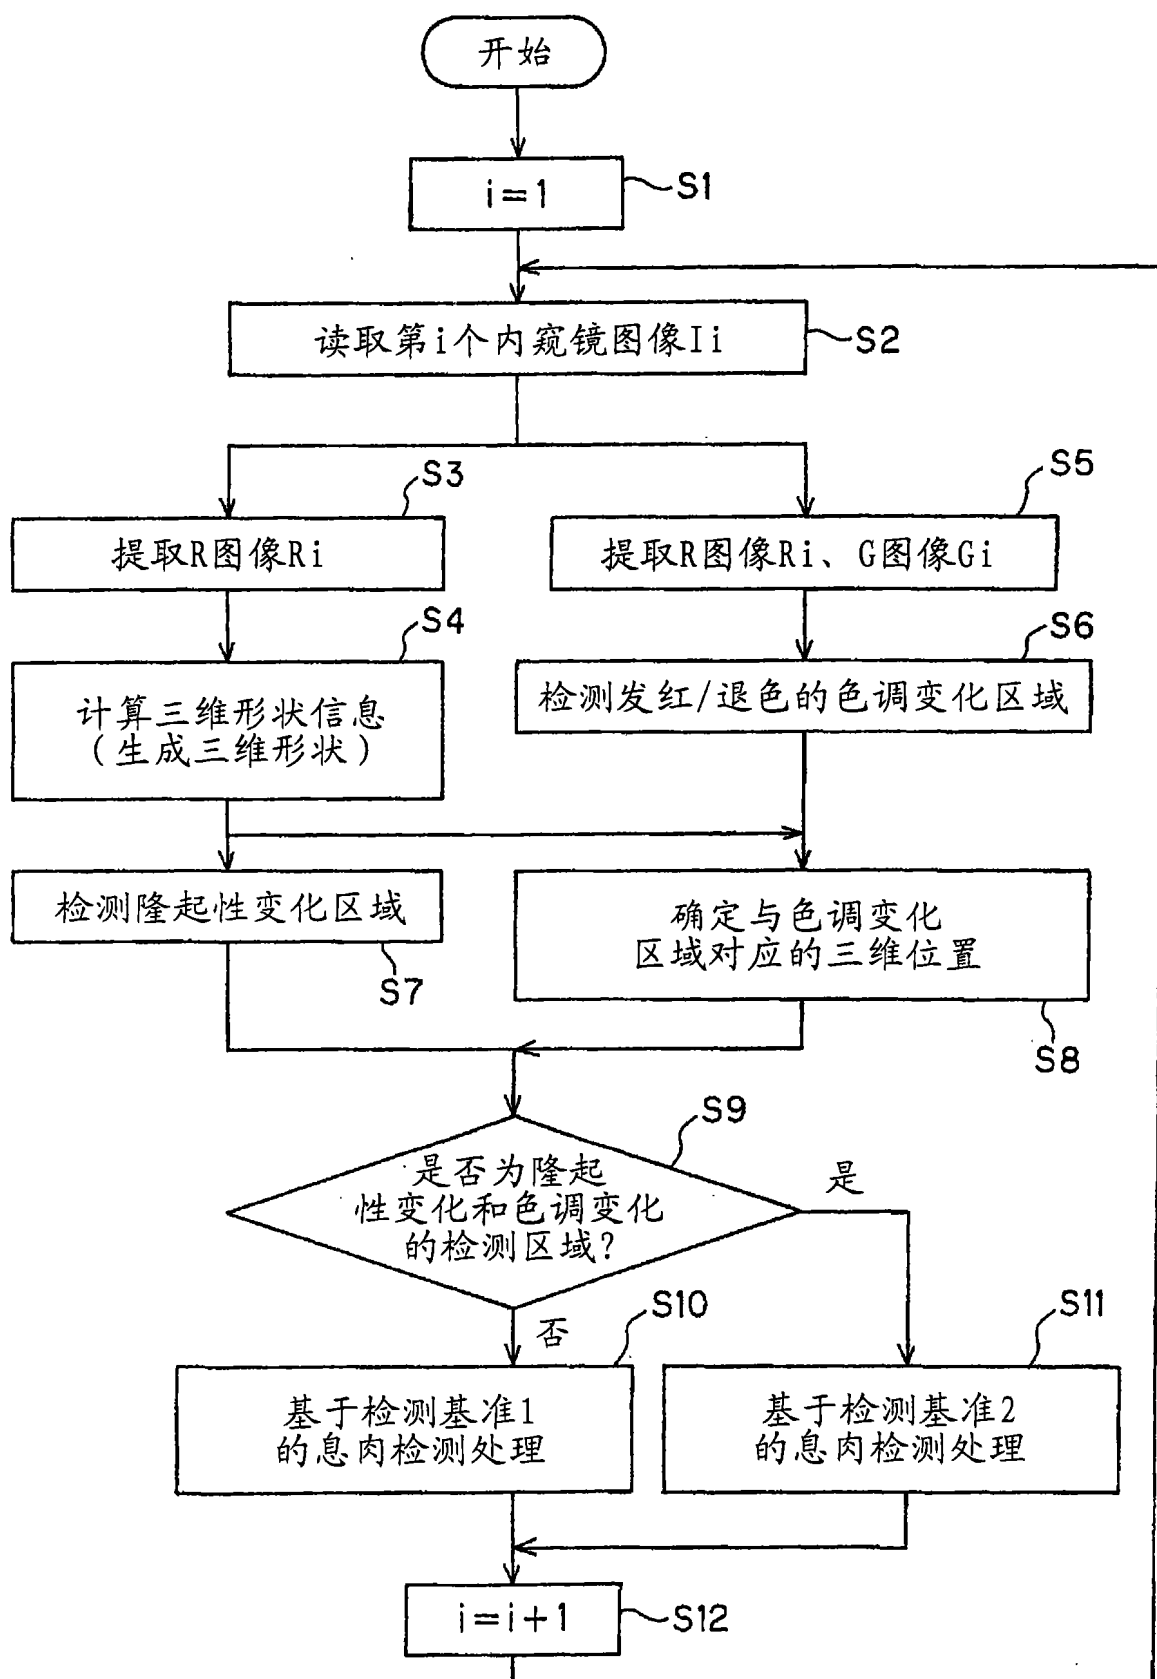 开始
i=1
S1
读取第i个内窥镜图像Ii
S2
S3
提取R图像Ri
S5
提取R图像Ri、G图像Gi
S4
计算三维形状信息
(生成三维形状)
S6
检测发红/退色的色调变化区域
检测隆起性变化区域
S7
确定与色调变化
区域对应的三维位置
S8
S9
是否为隆起
性变化和色调变化
的检测区域?
是
否
S10
基于检测基准1
的息肉检测处理
S11
基于检测基准2
的息肉检测处理
i=i+1
S12